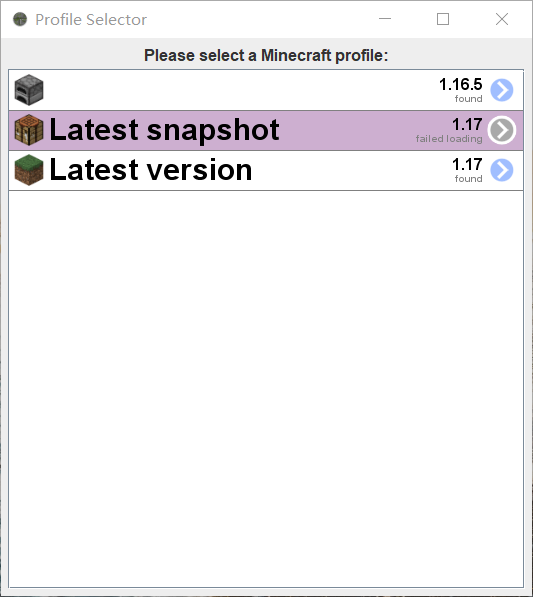 Profile Selector
Please select a Minecraft profile:
1.16.5
found
Latest snapshot
1.17
failed loading
Latest version
1.17
found